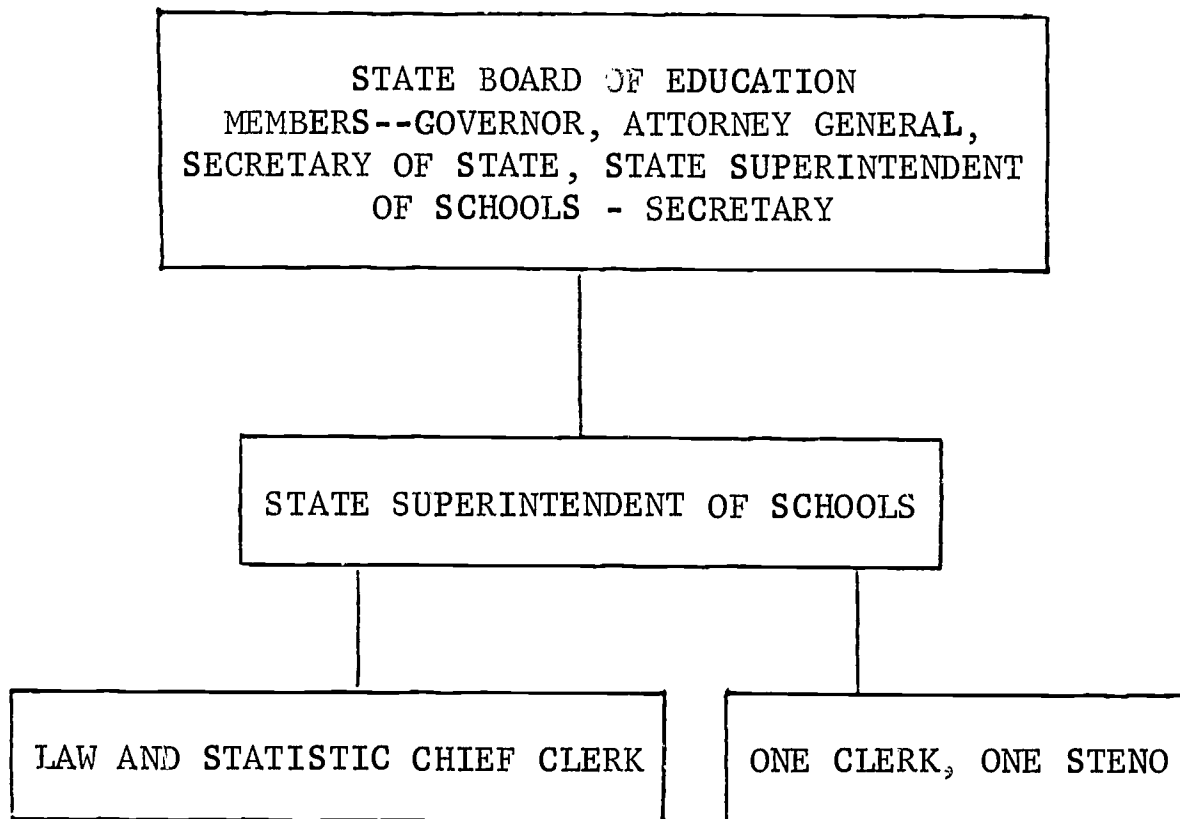 STATE BOARD OF EDUCATION
MEMBERS--GOVERNOR, ATTORNEY GENERAL,
SECRETARY OF STATE, STATE SUPERINTENDENT
OF SCHOOLS - SECRETARY
STATE SUPERINTENDENT OF SCHOOLS
LAW AND STATISTIC CHIEF CLERK
ONE CLERK, ONE STENO